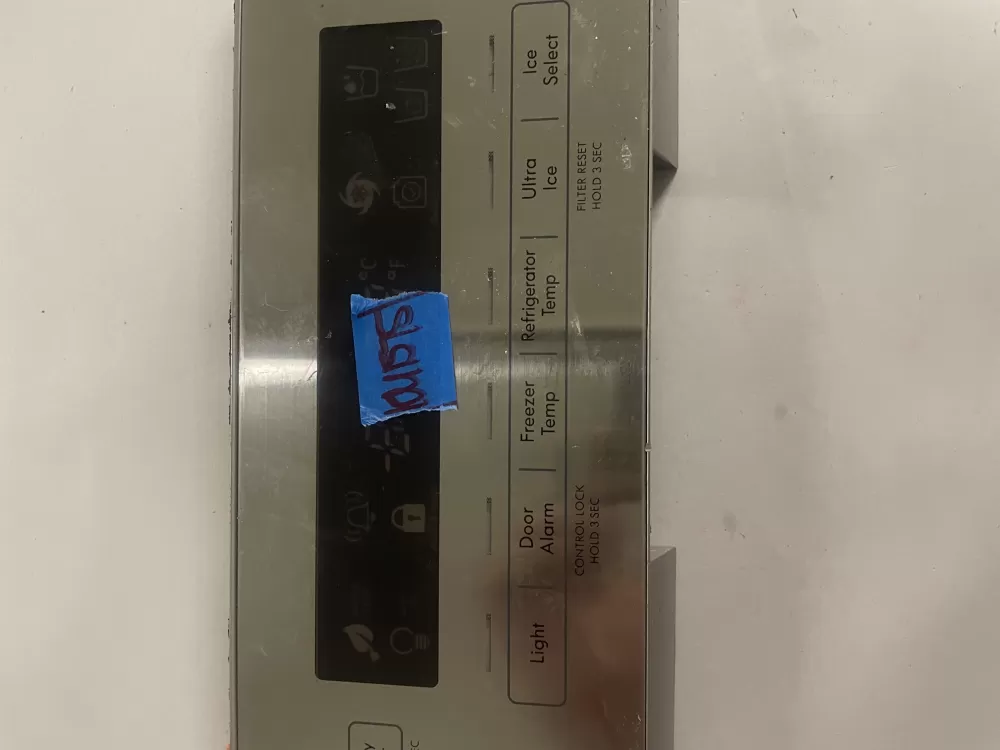 Light
Door
Alarm
Freezer
Temp
Refrigerator
Temp
Ultra
Ice
Ice
Select
CONTROL LOCK
HOLD 3 SEC
FILTER RESET
HOLD 3 SEC
°C
°F